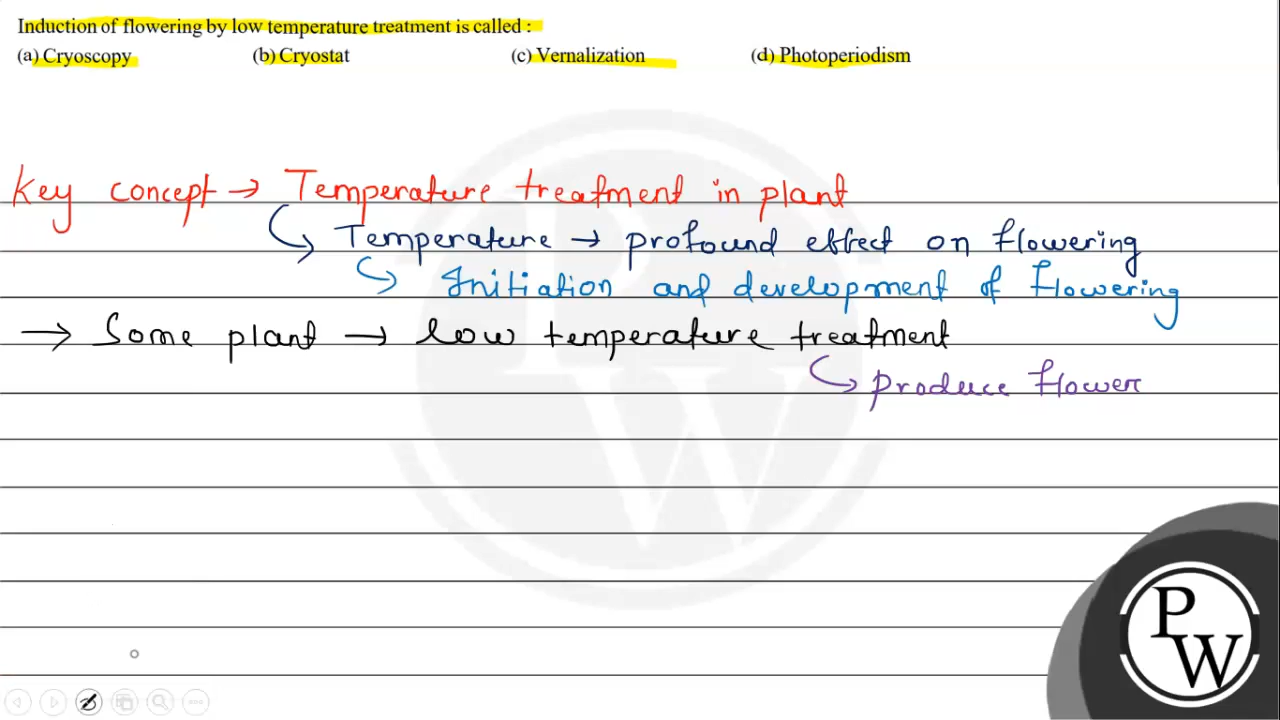 Induction of flowering by low temperature treatment is called :
(a) Cryoscopy (b) Cryostat (c) Vernalization (d) Photoperiodism
Key concept → Temperature treatment in plant
↳ Temperature → profound effect on flowering
↳ Initiation and development of flowering
→ Some plant → low temperature treatment
↳ produce flower
PW
P
W